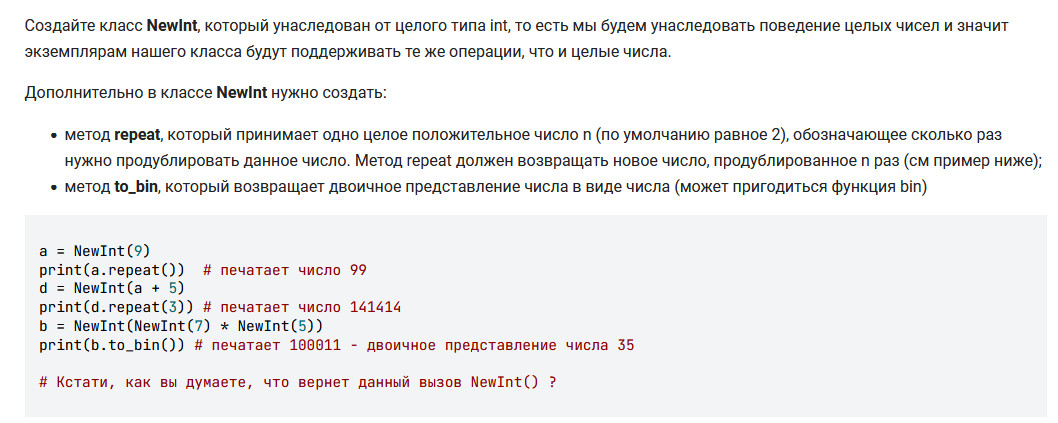 Создайте класс NewInt, который унаследован от целого типа int, то есть мы будем унаследовать поведение целых чисел и значит
экземплярам нашего класса будут поддерживать те же операции, что и целые числа.
Дополнительно в классе NewInt нужно создать:
• метод repeat, который принимает одно целое положительное число n (по умолчанию равное 2), обозначающее сколько раз
нужно продублировать данное число. Метод repeat должен возвращать новое число, продублированное n раз (см пример ниже);
• метод to_bin, который возвращает двоичное представление числа в виде числа (может пригодиться функция bin)
a = NewInt(9)
print(a.repeat())  # печатает число 99
d = NewInt(a + 5)
print(d.repeat(3)) # печатает число 141414
b = NewInt(NewInt(7) * NewInt(5))
print(b.to_bin()) # печатает 100011 - двоичное представление числа 35
# Кстати, как вы думаете, что вернет данный вызов NewInt() ?